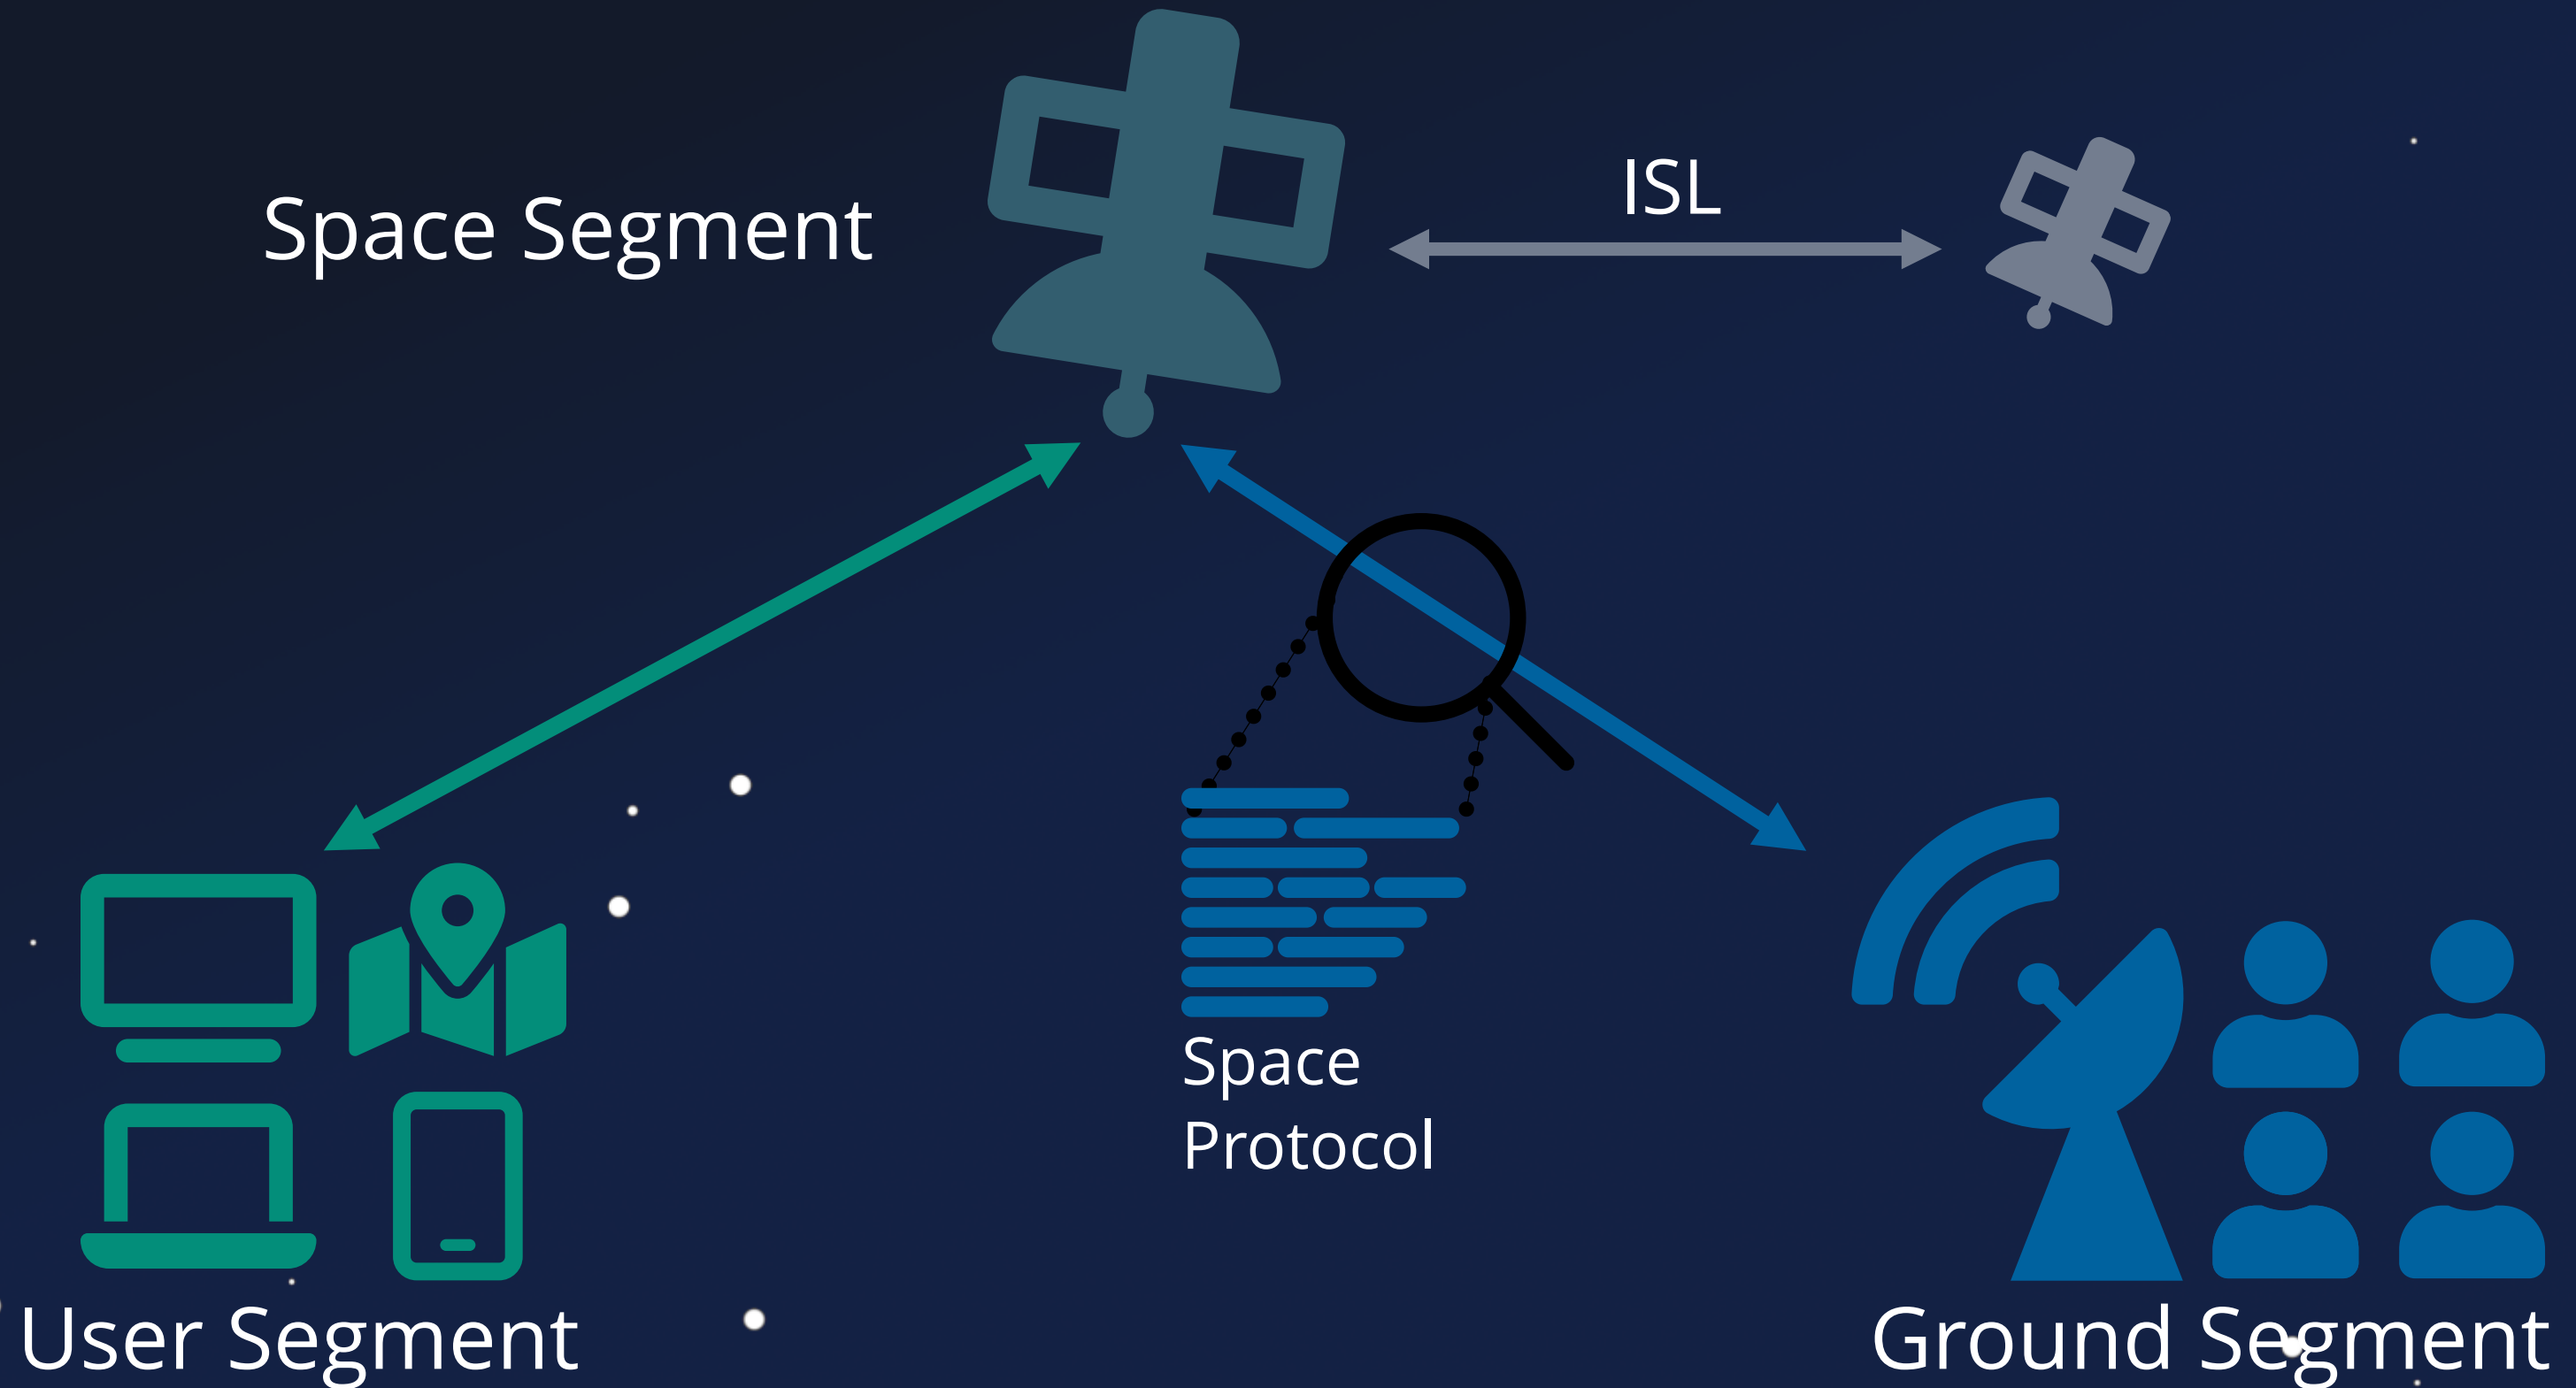 ISL
Space Segment
Space
Protocol
User Segment
Ground Segment